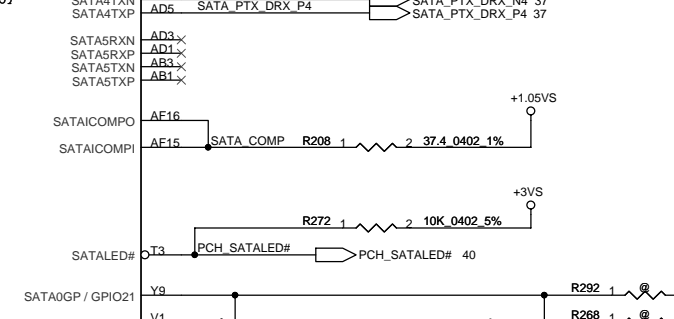 SATA4TXN SATA_PTX_DRX_N4 37
SATA4TXP AD5 SATA_PTX_DRX_P4 SATA_PTX_DRX_P4 37
SATA5RXN AD3
SATA5RXP AD1
SATA5TXN AB3
SATA5TXP AB1
+1.05VS
SATAICOMPO AF16
SATAICOMPI AF15 SATA_COMP R208 1 2 37.4_0402_1%
+3VS
R272 1 2 10K_0402_5%
SATALED# T3 PCH_SATALED# PCH_SATALED# 40
SATA0GP / GPIO21 Y9 R292 1 @
V1 R268 1 @